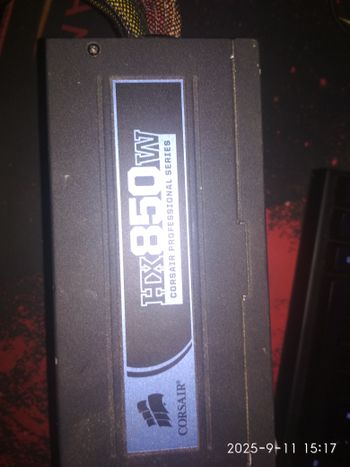 HX850W
CORSAIR PROFESSIONAL SERIES
CORSAIR®
2025-9-11 15:17